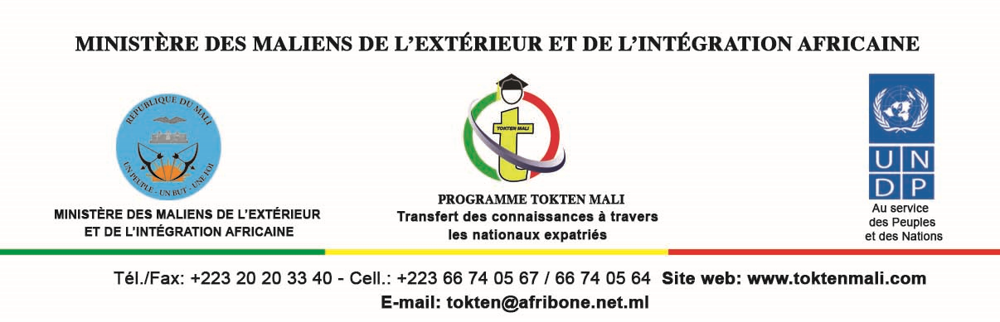 MINISTÈRE DES MALIENS DE L'EXTÉRIEUR ET DE L'INTÉGRATION AFRICAINE
REPUBLIQUE DU MALI
UN PEUPLE - UN BUT - UNE FOI
MINISTÈRE DES MALIENS DE L'EXTÉRIEUR
ET DE L'INTÉGRATION AFRICAINE
TOKTEN MALI
t
PROGRAMME TOKTEN MALI
Transfert des connaissances à travers
les nationaux expatriés
U N
D P
Au service
des Peuples
et des Nations
Tél./Fax: +223 20 20 33 40 - Cell.: +223 66 74 05 67 / 66 74 05 64 Site web: www.toktenmali.com
E-mail: tokten@afribone.net.ml